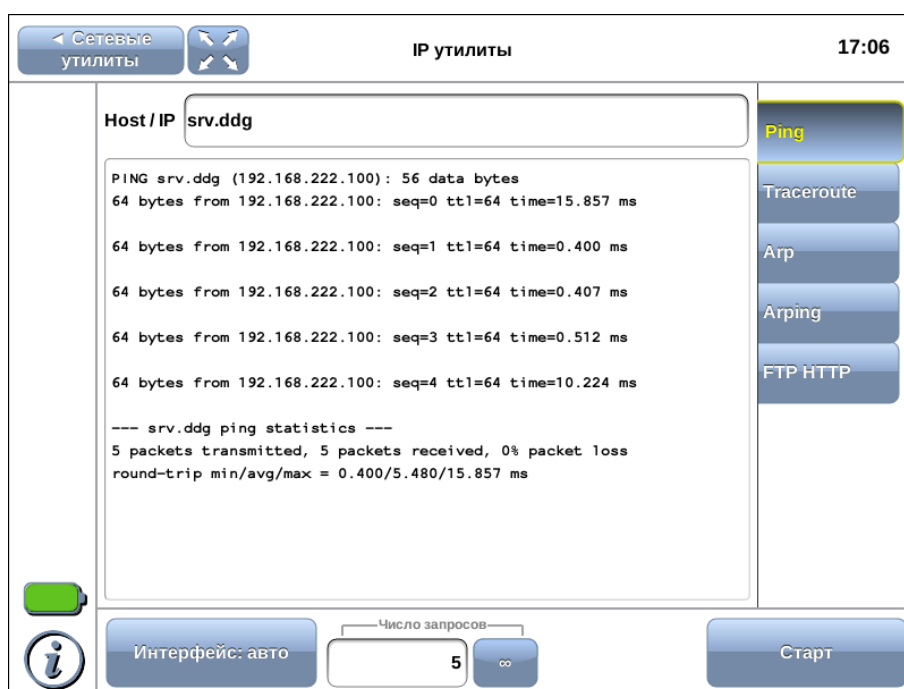 ◄ Сетевые утилиты
IP утилиты
17:06
Host / IP srv.ddg
Ping
Traceroute
Arp
Arping
FTP HTTP
PING srv.ddg (192.168.222.100): 56 data bytes
64 bytes from 192.168.222.100: seq=0 ttl=64 time=15.857 ms
64 bytes from 192.168.222.100: seq=1 ttl=64 time=0.400 ms
64 bytes from 192.168.222.100: seq=2 ttl=64 time=0.407 ms
64 bytes from 192.168.222.100: seq=3 ttl=64 time=0.512 ms
64 bytes from 192.168.222.100: seq=4 ttl=64 time=10.224 ms
--- srv.ddg ping statistics ---
5 packets transmitted, 5 packets received, 0% packet loss
round-trip min/avg/max = 0.400/5.480/15.857 ms
i
Интерфейс: авто
Число запросов
5
∞
Старт